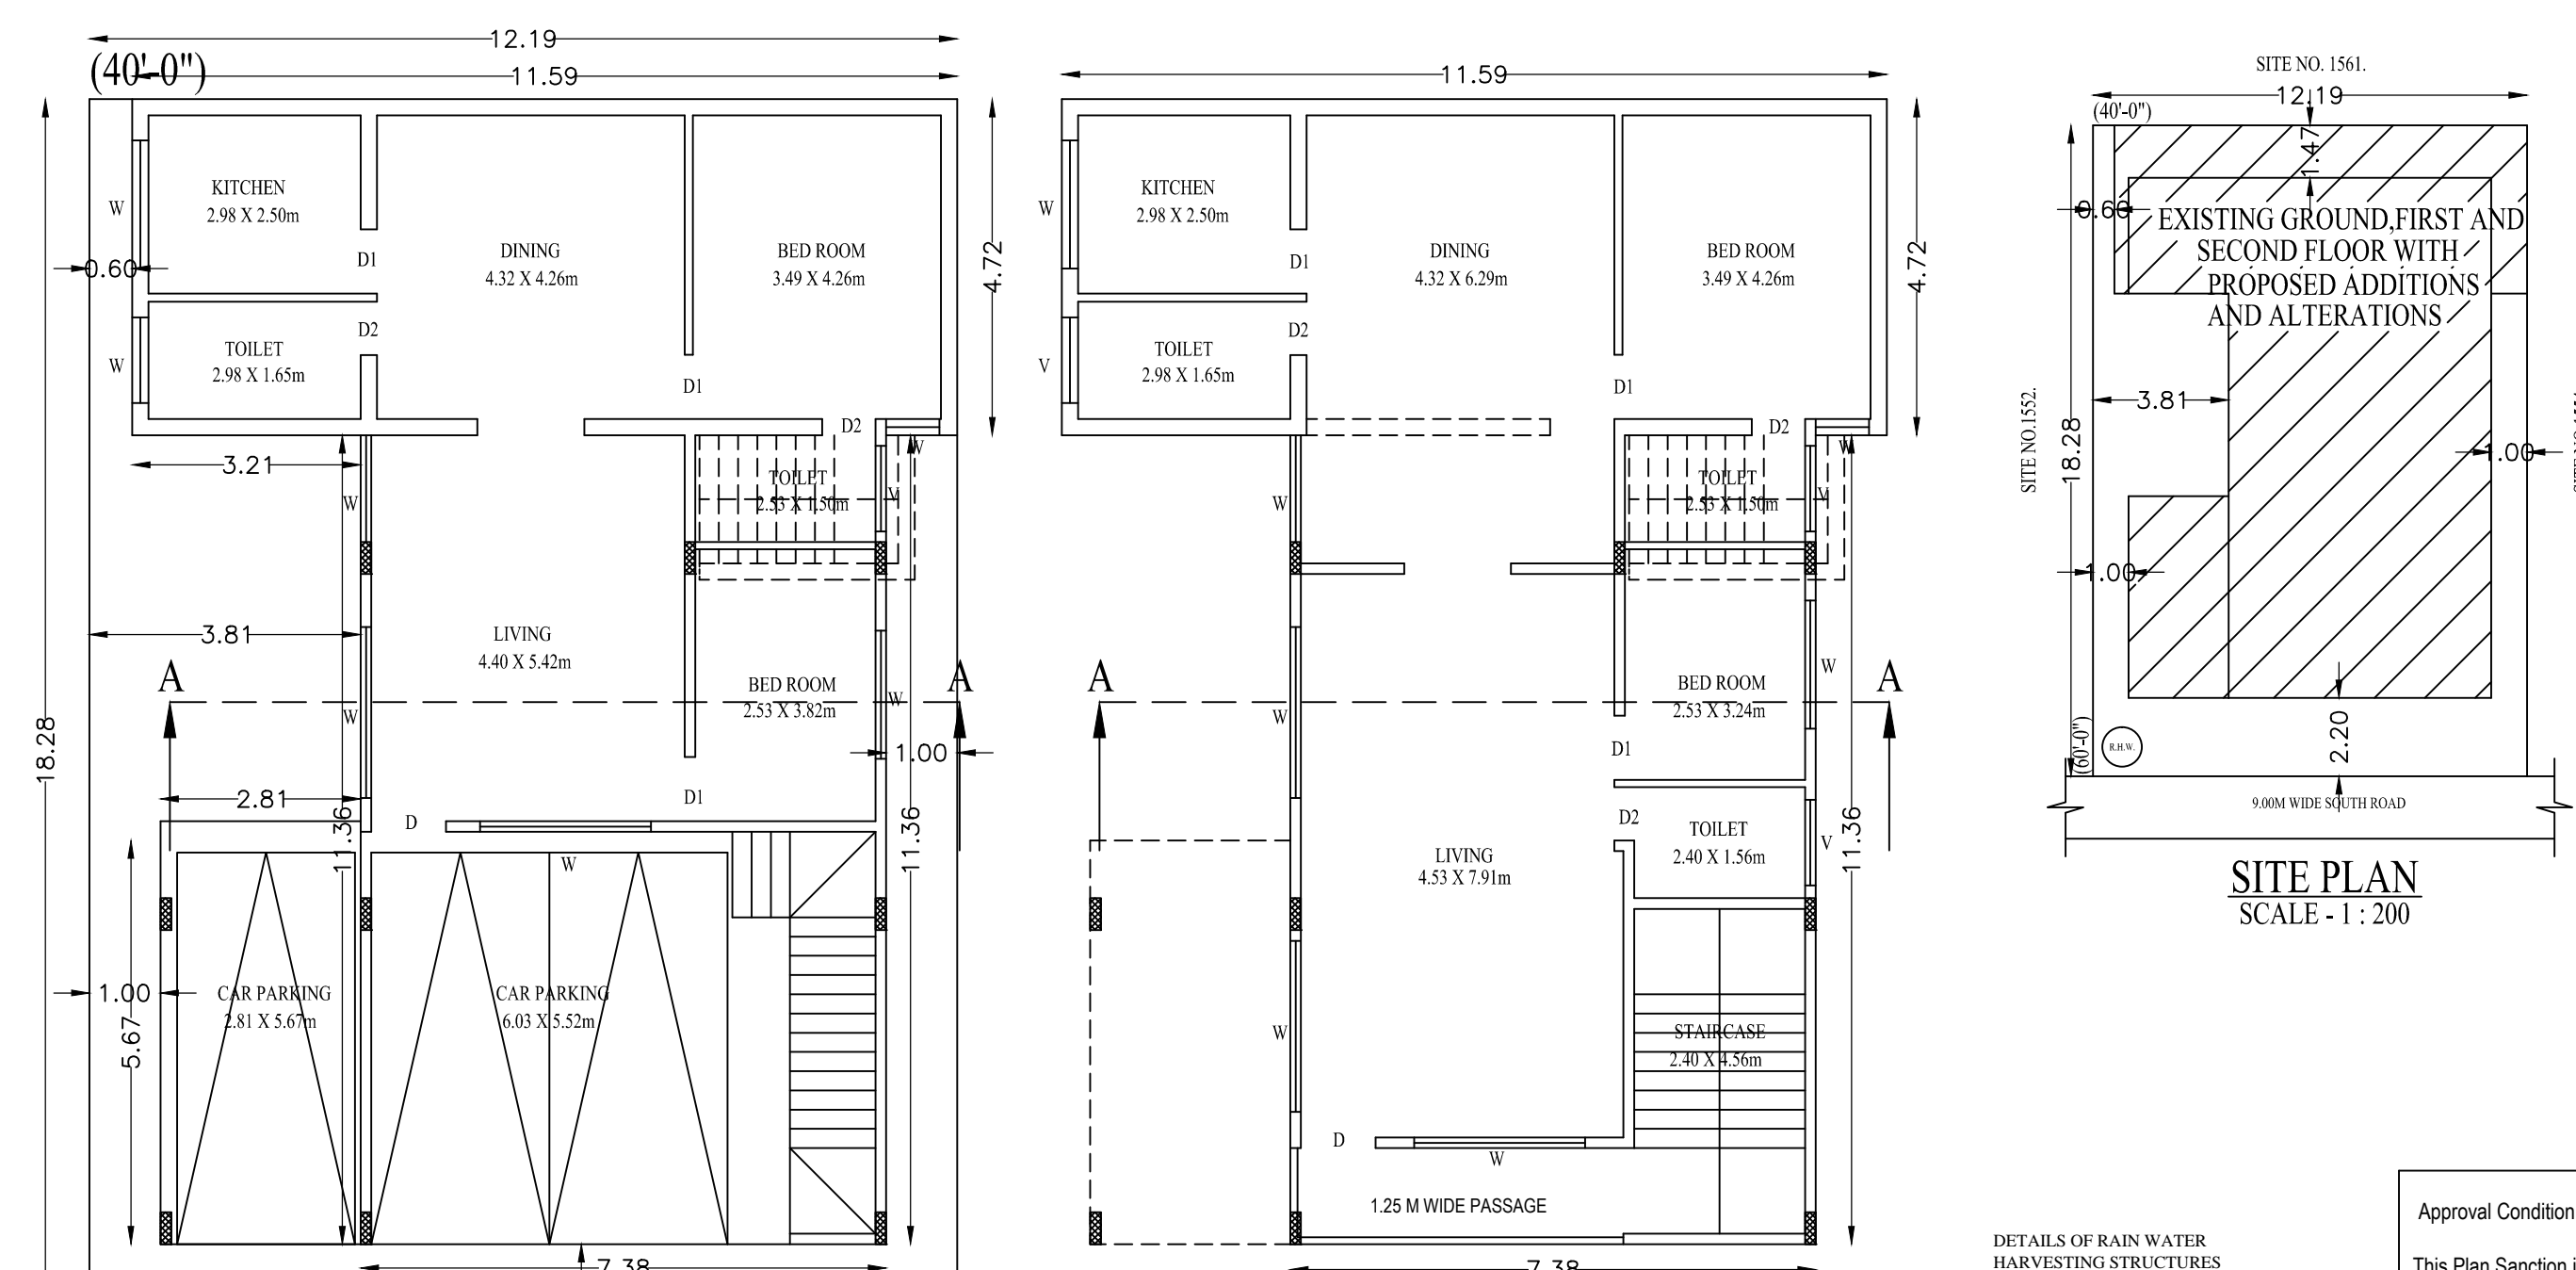 12.19
(40'-0")
11.59
KITCHEN
2.98 X 2.50m
W
DINING
4.32 X 4.26m
BED ROOM
3.49 X 4.26m
D1
0.60
4.72
D2
TOILET
2.98 X 1.65m
W
D1
D2
3.21
W
TOILET
2.53 X 1.50m
W
V
LIVING
4.40 X 5.42m
3.81
A
A
BED ROOM
2.53 X 3.82m
W
W
18.28
1.00
2.81
D
D1
11.36
11.36
W
1.00
CAR PARKING
2.81 X 5.67m
CAR PARKING
6.03 X 5.52m
5.67
7.38
11.59
KITCHEN
2.98 X 2.50m
W
DINING
4.32 X 6.29m
BED ROOM
3.49 X 4.26m
D1
4.72
D2
TOILET
2.98 X 1.65m
V
D1
D2
W
TOILET
2.53 X 1.50m
W
V
A
A
BED ROOM
2.53 X 3.24m
W
W
D1
D2
TOILET
2.40 X 1.56m
V
11.36
LIVING
4.53 X 7.91m
W
STAIRCASE
2.40 X 4.56m
D
W
1.25 M WIDE PASSAGE
7.38
SITE NO. 1561.
12.19
(40'-0")
1.47
0.60
EXISTING GROUND,FIRST AND
SECOND FLOOR WITH
PROPOSED ADDITIONS
AND ALTERATIONS
SITE NO.1552.
18.28
3.81
1.00
1.00
(60'-0")
R.H.W.
2.20
9.00M WIDE SOUTH ROAD
SITE PLAN
SCALE - 1 : 200
DETAILS OF RAIN WATER
HARVESTING STRUCTURES
Approval Condition
This Plan Sanction i